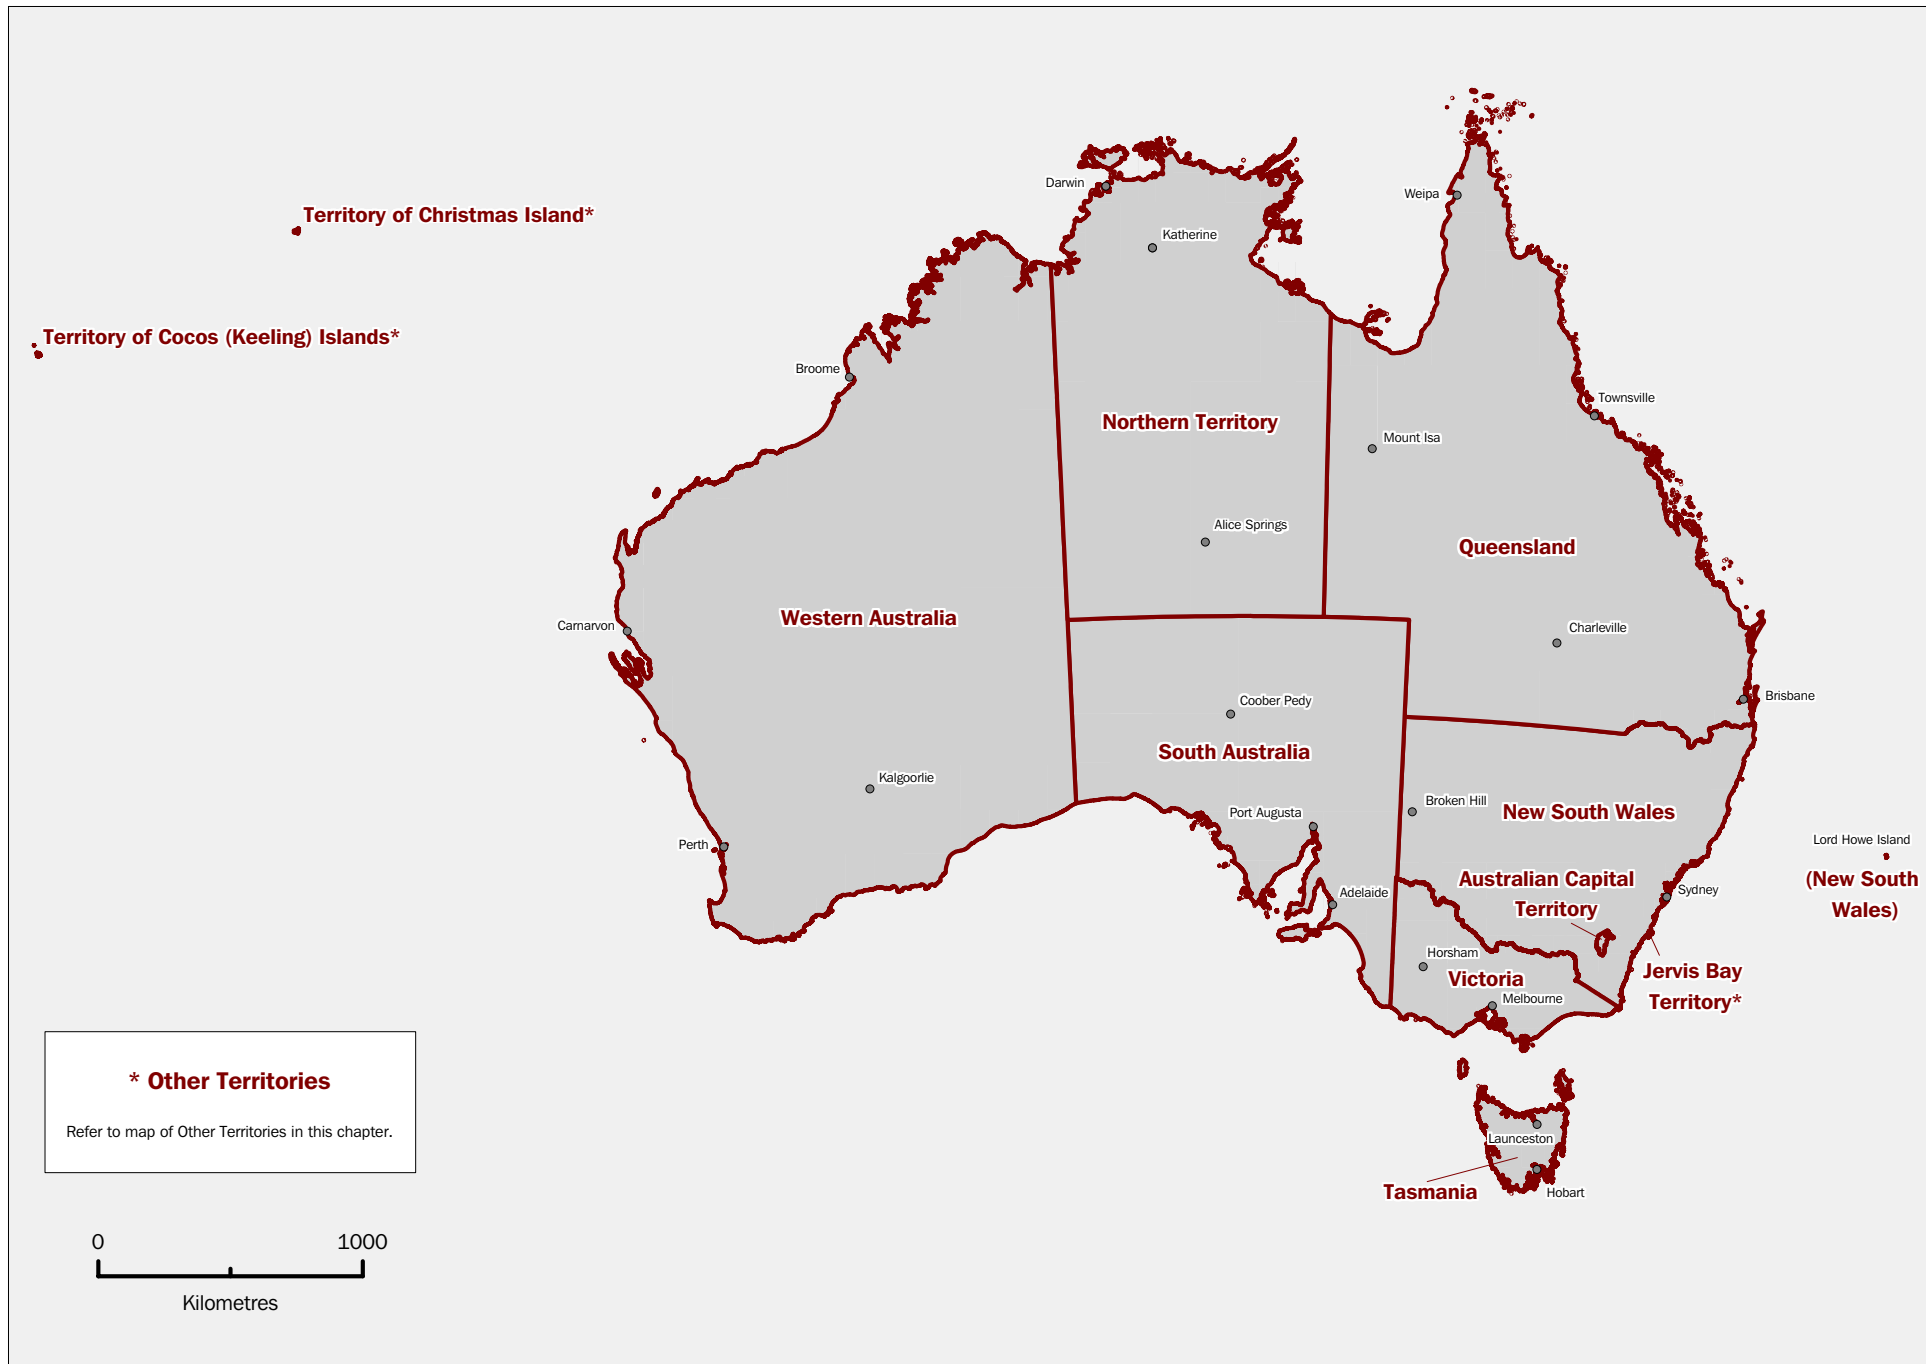 Darwin
Weipa
Territory of Christmas Island*
Katherine
Territory of Cocos (Keeling) Islands*
Broome
Townsville
Northern Territory
Mount Isa
Alice Springs
Queensland
Western Australia
Carnarvon
Charleville
Coober Pedy
Brisbane
South Australia
Kalgoorlie
Broken Hill
Port Augusta
New South Wales
Perth
Lord Howe Island
(New South
Wales)
Australian Capital
Territory
Sydney
Adelaide
Horsham
Victoria
Jervis Bay
Territory*
Melbourne
* Other Territories
Refer to map of Other Territories in this chapter.
Launceston
Tasmania
Hobart
0 1000
Kilometres